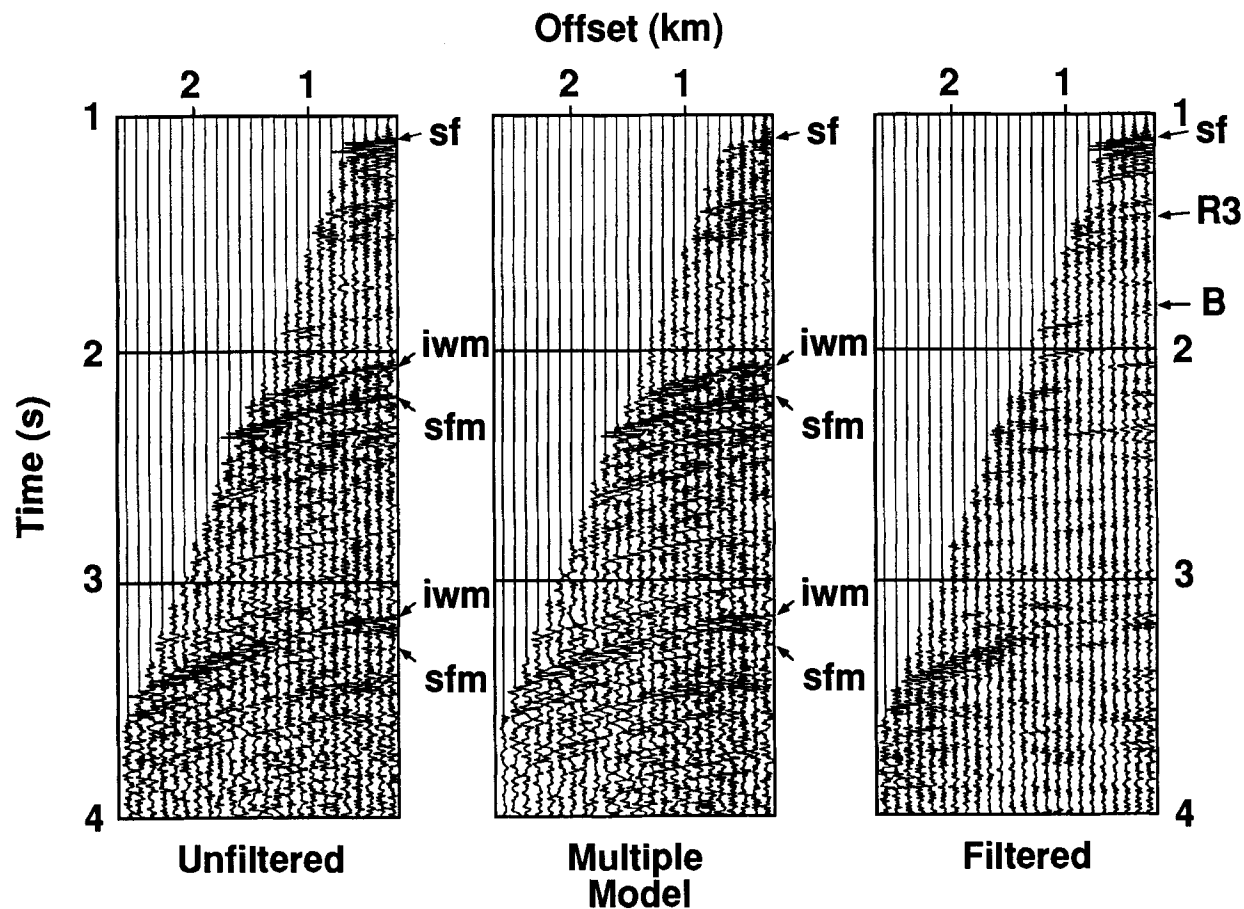 Offset (km)
2 1 2 1 2 1
1 1
sf sf sf
R3
B
2 2
iwm iwm
sfm sfm
Time (s)
3 3
iwm iwm
sfm sfm
4 4
Unfiltered
Multiple
Model
Filtered